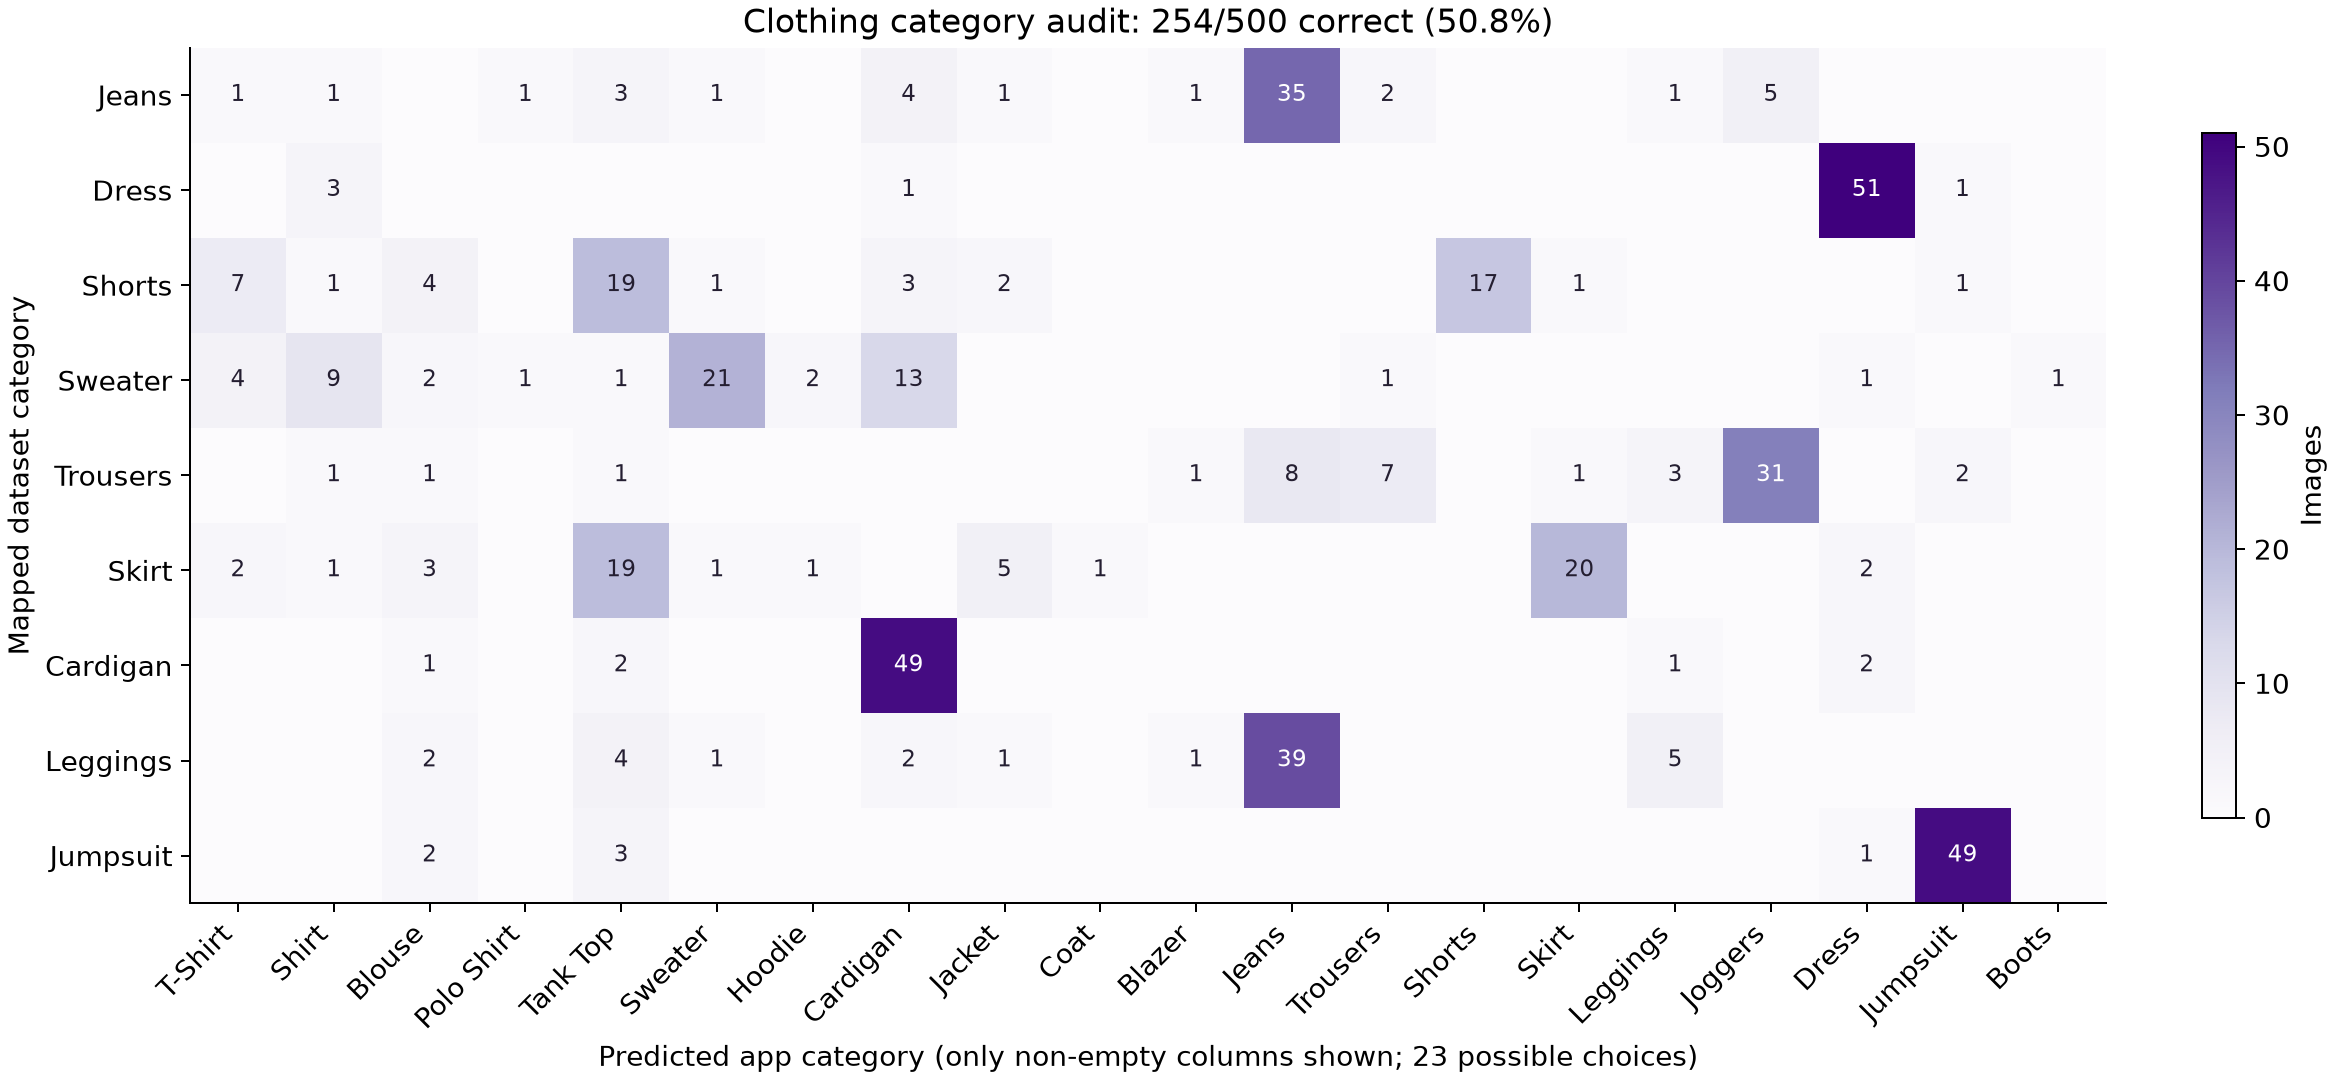 Clothing category audit: 254/500 correct (50.8%)
Mapped dataset category
Jeans 1 1 1 3 1 4 1 1 35 2 1 5
Dress 3 1 51 1
Shorts 7 1 4 19 1 3 2 17 1 1
Sweater 4 9 2 1 1 21 2 13 1 1 1
Trousers 1 1 1 1 8 7 1 3 31 2
Skirt 2 1 3 19 1 1 5 1 20 2
Cardigan 1 2 49 1 2
Leggings 2 4 1 2 1 1 39 5
Jumpsuit 2 3 1 49
T-Shirt Shirt Blouse Polo Shirt Tank Top Sweater Hoodie Cardigan Jacket Coat Blazer Jeans Trousers Shorts Skirt Leggings Joggers Dress Jumpsuit Boots
Predicted app category (only non-empty columns shown; 23 possible choices)
50
40
30
20
10
0
Images